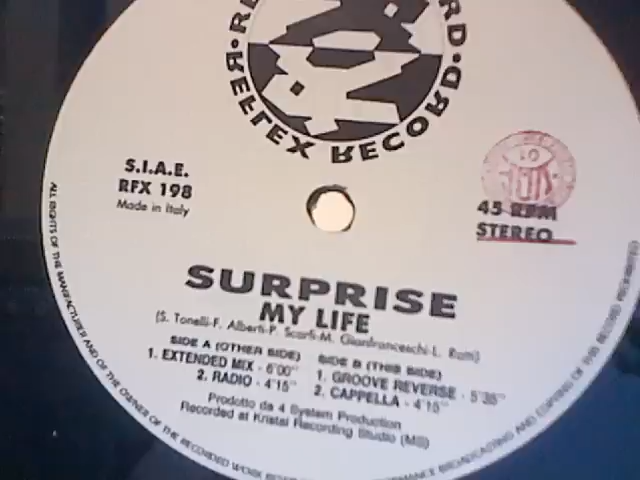 REFLEX RECORD
S.I.A.E.
RFX 198
Made in Italy
45 RPM
STEREO
SURPRISE
MY LIFE
(S. Tonelli-F. Alberti-P. Scarfi-M. Gianfranceschi-L. Ratti)
SIDE A (OTHER SIDE)
1. EXTENDED MIX - 6'00"
2. RADIO - 4'15"
SIDE B (THIS SIDE)
1. GROOVE REVERSE - 5'35"
2. CAPPELLA - 4'15"
Prodotto da 4 System Production
Recorded at Kristal Recording Studio (MS)
ALL RIGHTS OF THE MANUFACTURER AND OF THE OWNER OF THE RECORDED WORK
BROADCASTING AND COPYING OF THIS RECORD